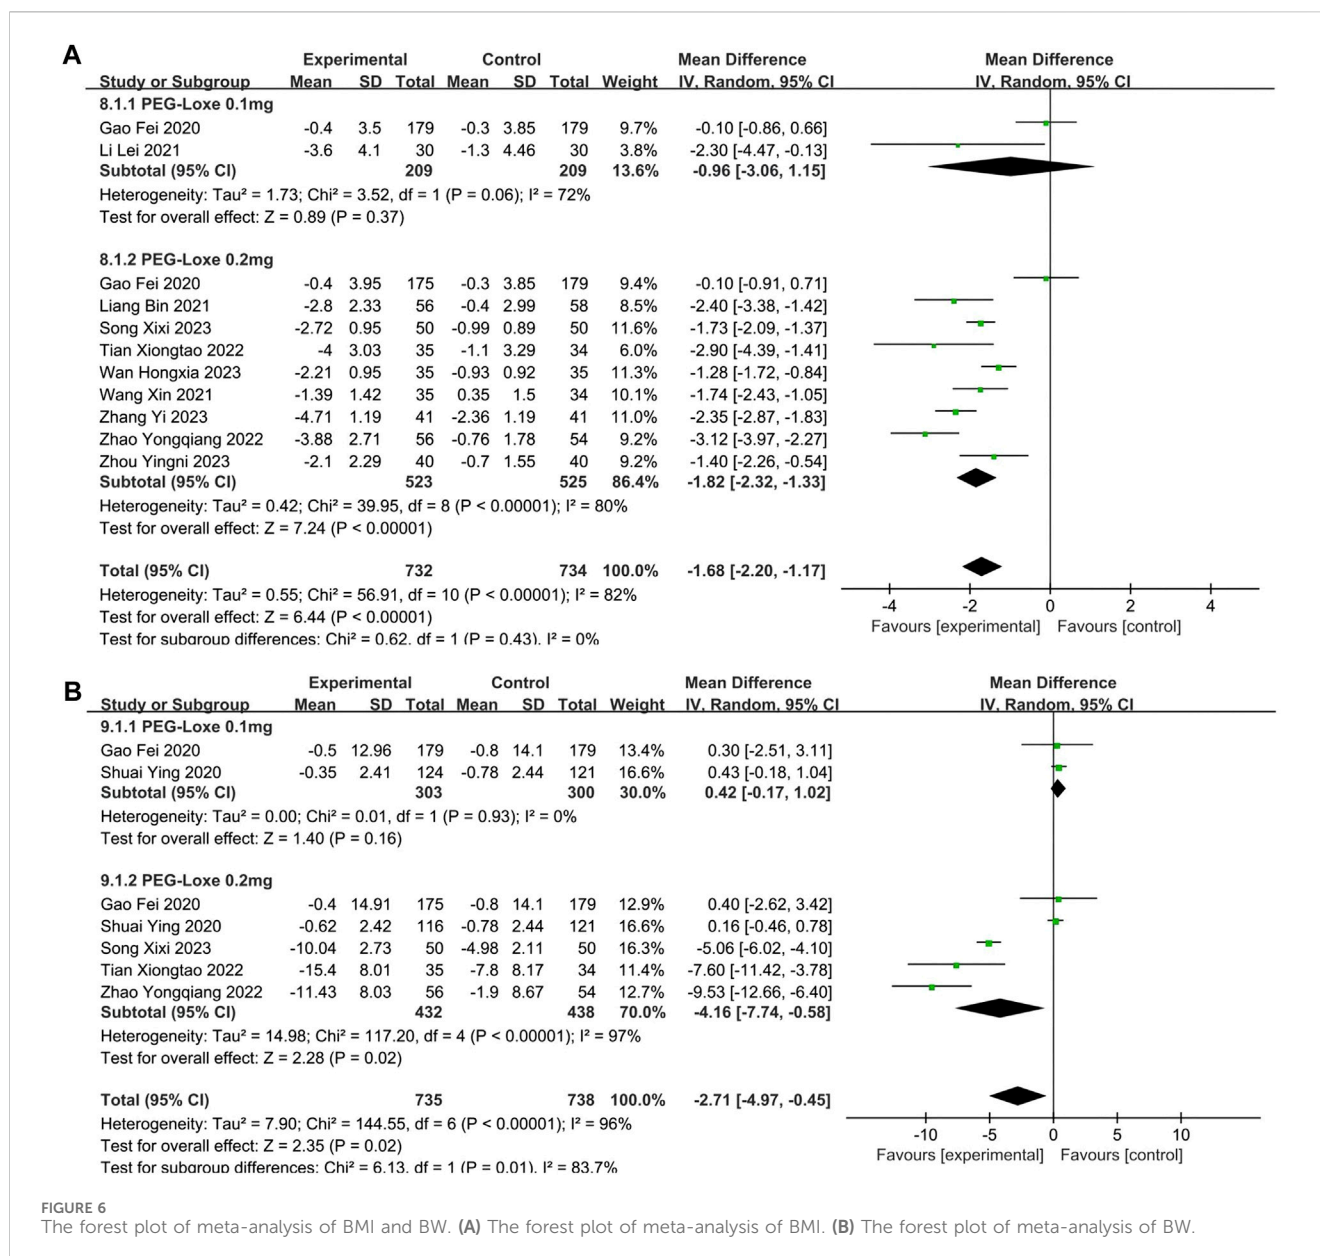 A
Experimental Control Mean Difference Mean Difference
Study or Subgroup Mean SD Total Mean SD Total Weight IV, Random, 95% CI IV, Random, 95% CI
8.1.1 PEG-Loxe 0.1mg
Gao Fei 2020 -0.4 3.5 179 -0.3 3.85 179 9.7% -0.10 [-0.86, 0.66]
Li Lei 2021 -3.6 4.1 30 -1.3 4.46 30 3.8% -2.30 [-4.47, -0.13]
Subtotal (95% CI) 209 209 13.6% -0.96 [-3.06, 1.15]
Heterogeneity: Tau² = 1.73; Chi² = 3.52, df = 1 (P = 0.06); I² = 72%
Test for overall effect: Z = 0.89 (P = 0.37)
8.1.2 PEG-Loxe 0.2mg
Gao Fei 2020 -0.4 3.95 175 -0.3 3.85 179 9.4% -0.10 [-0.91, 0.71]
Liang Bin 2021 -2.8 2.33 56 -0.4 2.99 58 8.5% -2.40 [-3.38, -1.42]
Song Xixi 2023 -2.72 0.95 50 -0.99 0.89 50 11.6% -1.73 [-2.09, -1.37]
Tian Xiongtao 2022 -4 3.03 35 -1.1 3.29 34 6.0% -2.90 [-4.39, -1.41]
Wan Hongxia 2023 -2.21 0.95 35 -0.93 0.92 35 11.3% -1.28 [-1.72, -0.84]
Wang Xin 2021 -1.39 1.42 35 0.35 1.5 34 10.1% -1.74 [-2.43, -1.05]
Zhang Yi 2023 -4.71 1.19 41 -2.36 1.19 41 11.0% -2.35 [-2.87, -1.83]
Zhao Yongqiang 2022 -3.88 2.71 56 -0.76 1.78 54 9.2% -3.12 [-3.97, -2.27]
Zhou Yingni 2023 -2.1 2.29 40 -0.7 1.55 40 9.2% -1.40 [-2.26, -0.54]
Subtotal (95% CI) 523 525 86.4% -1.82 [-2.32, -1.33]
Heterogeneity: Tau² = 0.42; Chi² = 39.95, df = 8 (P < 0.00001); I² = 80%
Test for overall effect: Z = 7.24 (P < 0.00001)
Total (95% CI) 732 734 100.0% -1.68 [-2.20, -1.17]
Heterogeneity: Tau² = 0.55; Chi² = 56.91, df = 10 (P < 0.00001); I² = 82%
Test for overall effect: Z = 6.44 (P < 0.00001)
Test for subgroup differences: Chi² = 0.62, df = 1 (P = 0.43), I² = 0%
-4 -2 0 2 4
Favours [experimental] Favours [control]
B
Experimental Control Mean Difference Mean Difference
Study or Subgroup Mean SD Total Mean SD Total Weight IV, Random, 95% CI IV, Random, 95% CI
9.1.1 PEG-Loxe 0.1mg
Gao Fei 2020 -0.5 12.96 179 -0.8 14.1 179 13.4% 0.30 [-2.51, 3.11]
Shuai Ying 2020 -0.35 2.41 124 -0.78 2.44 121 16.6% 0.43 [-0.18, 1.04]
Subtotal (95% CI) 303 300 30.0% 0.42 [-0.17, 1.02]
Heterogeneity: Tau² = 0.00; Chi² = 0.01, df = 1 (P = 0.93); I² = 0%
Test for overall effect: Z = 1.40 (P = 0.16)
9.1.2 PEG-Loxe 0.2mg
Gao Fei 2020 -0.4 14.91 175 -0.8 14.1 179 12.9% 0.40 [-2.62, 3.42]
Shuai Ying 2020 -0.62 2.42 116 -0.78 2.44 121 16.6% 0.16 [-0.46, 0.78]
Song Xixi 2023 -10.04 2.73 50 -4.98 2.11 50 16.3% -5.06 [-6.02, -4.10]
Tian Xiongtao 2022 -15.4 8.01 35 -7.8 8.17 34 11.4% -7.60 [-11.42, -3.78]
Zhao Yongqiang 2022 -11.43 8.03 56 -1.9 8.67 54 12.7% -9.53 [-12.66, -6.40]
Subtotal (95% CI) 432 438 70.0% -4.16 [-7.74, -0.58]
Heterogeneity: Tau² = 14.98; Chi² = 117.20, df = 4 (P < 0.00001); I² = 97%
Test for overall effect: Z = 2.28 (P = 0.02)
Total (95% CI) 735 738 100.0% -2.71 [-4.97, -0.45]
Heterogeneity: Tau² = 7.90; Chi² = 144.55, df = 6 (P < 0.00001); I² = 96%
Test for overall effect: Z = 2.35 (P = 0.02)
Test for subgroup differences: Chi² = 6.13, df = 1 (P = 0.01), I² = 83.7%
-10 -5 0 5 10
Favours [experimental] Favours [control]
FIGURE 6
The forest plot of meta-analysis of BMI and BW. (A) The forest plot of meta-analysis of BMI. (B) The forest plot of meta-analysis of BW.